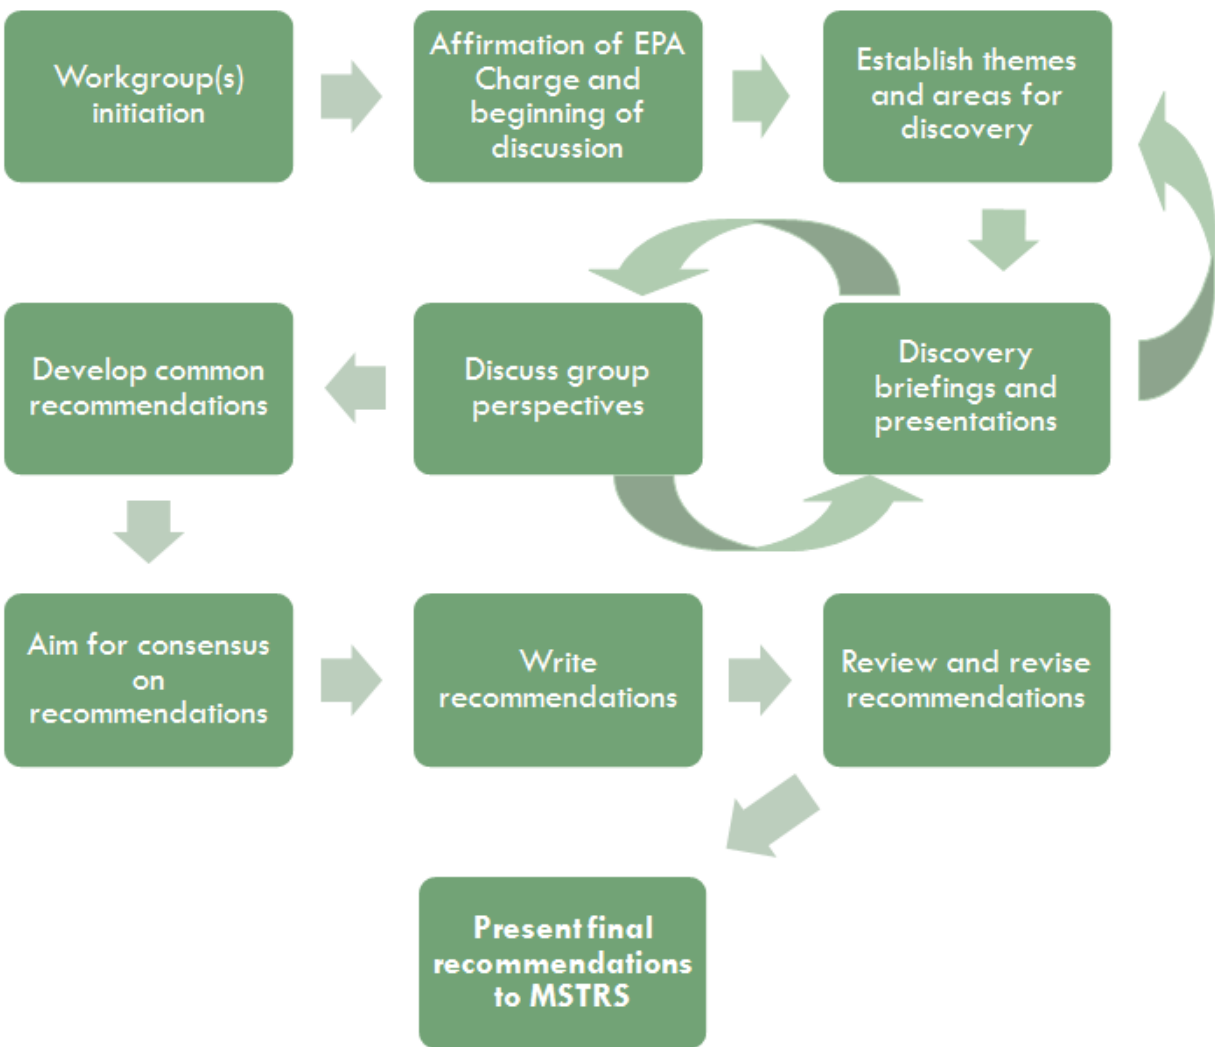 Workgroup(s)
initiation
Affirmation of EPA
Charge and
beginning of
discussion
Establish themes
and areas for
discovery
Discovery
briefings and
presentations
Discuss group
perspectives
Develop common
recommendations
Aim for consensus
on
recommendations
Write
recommendations
Review and revise
recommendations
Present final
recommendations
to MSTRS